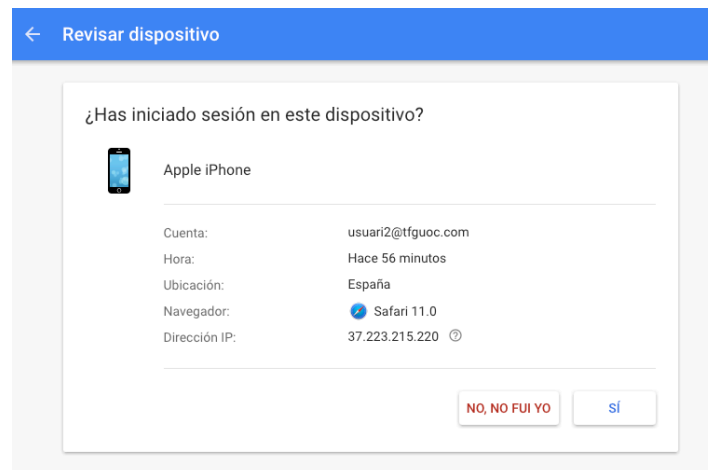 Revisar dispositivo
¿Has iniciado sesión en este dispositivo?
Apple iPhone
Cuenta: usuari2@tfguoc.com
Hora: Hace 56 minutos
Ubicación: España
Navegador: Safari 11.0
Dirección IP: 37.223.215.220
NO, NO FUI YO SÍ